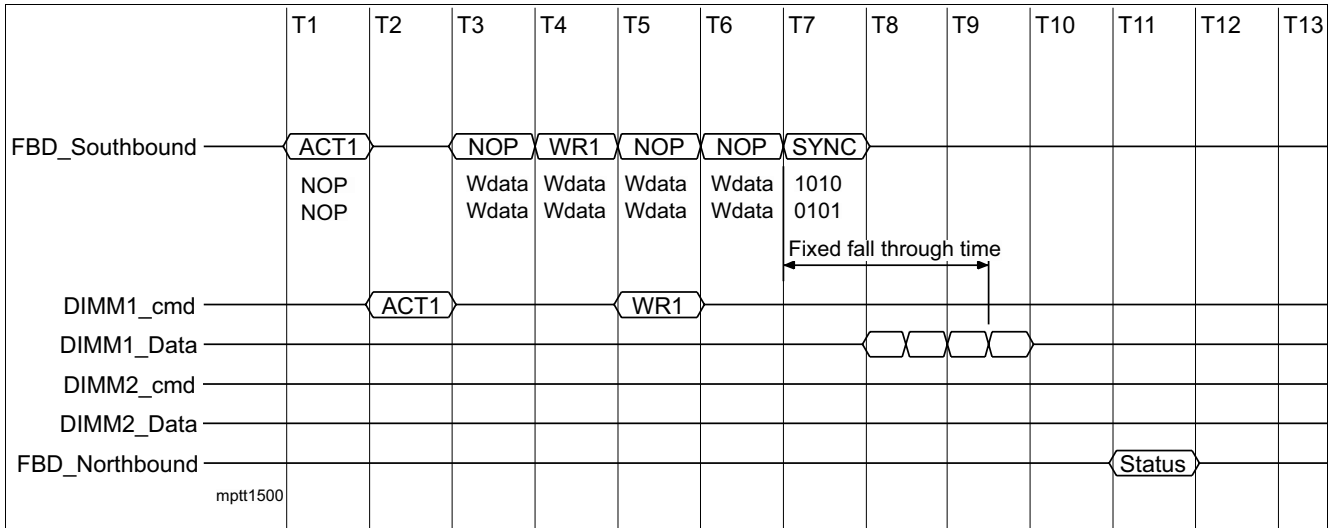 T1 T2 T3 T4 T5 T6 T7 T8 T9 T10 T11 T12 T13
FBD_Southbound ACT1 NOP WR1 NOP NOP SYNC
NOP Wdata Wdata Wdata Wdata 1010
NOP Wdata Wdata Wdata Wdata 0101
Fixed fall through time
DIMM1_cmd ACT1 WR1
DIMM1_Data
DIMM2_cmd
DIMM2_Data
FBD_Northbound Status
mptt1500